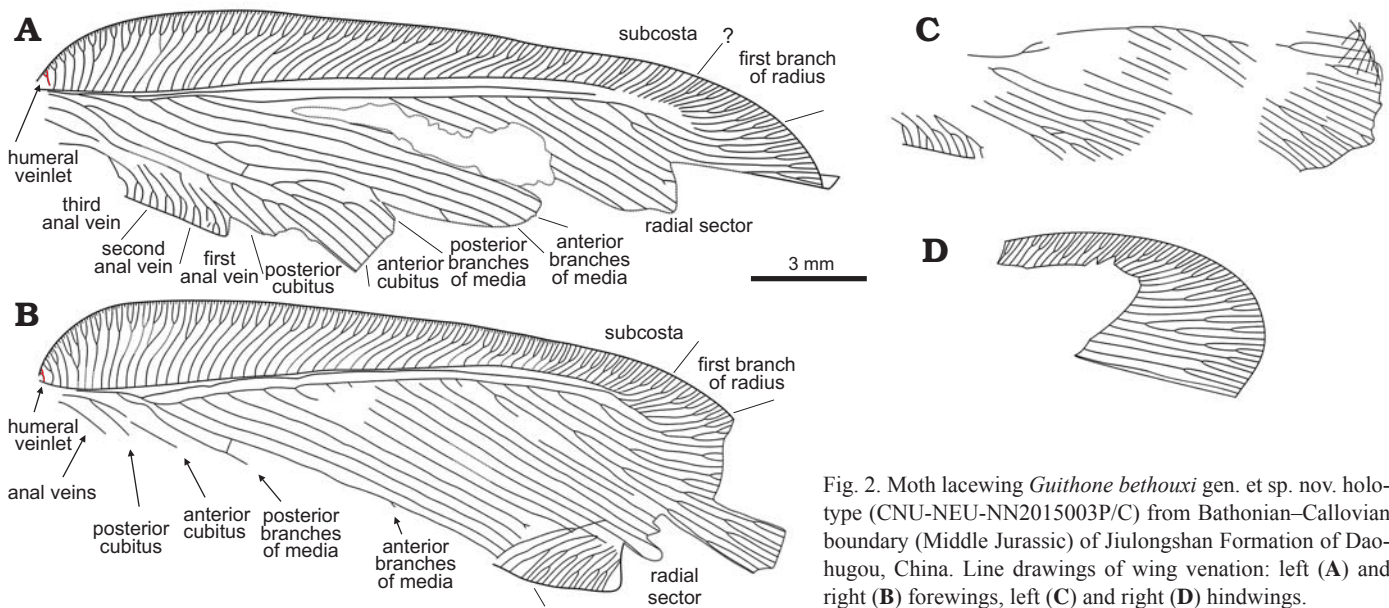 A
subcosta
?
first branch
of radius
humeral
veinlet
third
anal vein
second
anal vein
first
anal vein
posterior
cubitus
anterior
cubitus
posterior
branches
of media
anterior
branches
of media
radial sector
3 mm
B
subcosta
first branch
of radius
humeral
veinlet
anal veins
posterior
cubitus
anterior
cubitus
posterior
branches
of media
anterior
branches
of media
radial
sector
C
D
Fig. 2. Moth lacewing Guithone bethouxi gen. et sp. nov. holo-
type (CNU-NEU-NN2015003P/C) from Bathonian–Callovian
boundary (Middle Jurassic) of Jiulongshan Formation of Dao-
hugou, China. Line drawings of wing venation: left (A) and
right (B) forewings, left (C) and right (D) hindwings.